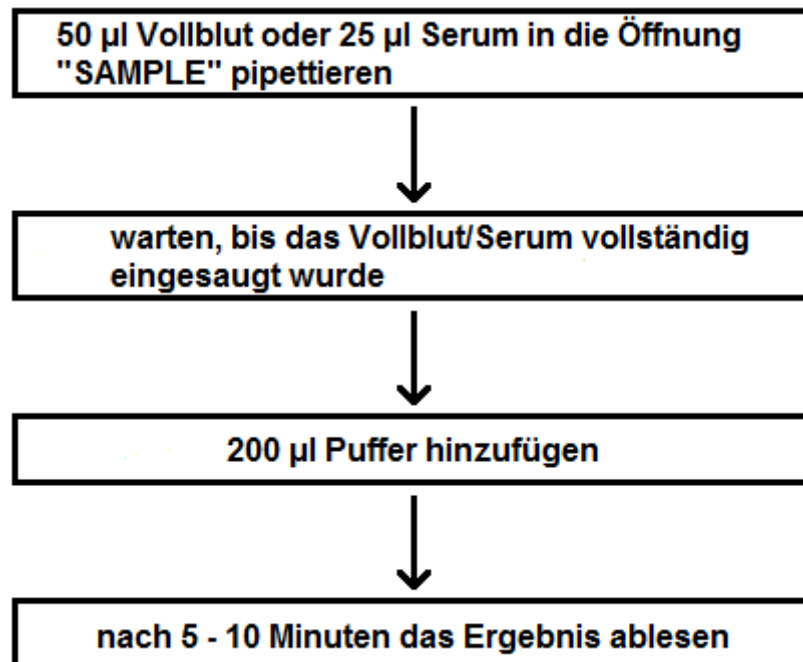 50 µl Vollblut oder 25 µl Serum in die Öffnung
"SAMPLE" pipettieren
warten, bis das Vollblut/Serum vollständig
eingesaugt wurde
200 µl Puffer hinzufügen
nach 5 - 10 Minuten das Ergebnis ablesen